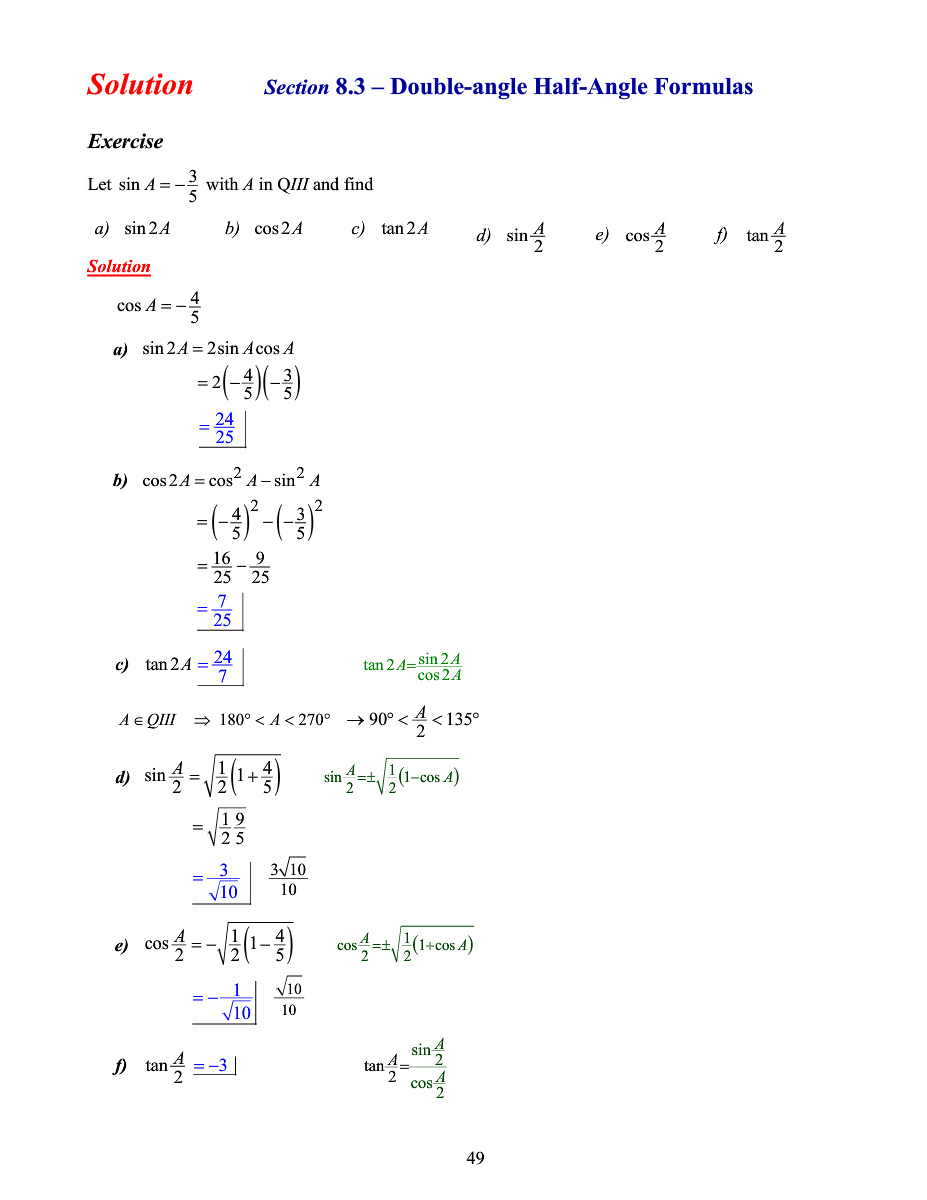 Solution Section 8.3 – Double-angle Half-Angle Formulas
Exercise
Let sin A = −3/5 with A in QIII and find
a) sin 2A b) cos 2A c) tan 2A d) sin A/2 e) cos A/2 f) tan A/2
Solution
cos A = −4/5
a) sin 2A = 2 sin A cos A
= 2(−4/5)(−3/5)
= 24/25
b) cos 2A = cos² A − sin² A
= (−4/5)² − (−3/5)²
= 16/25 − 9/25
= 7/25
c) tan 2A = 24/7 tan 2A = sin 2A/cos 2A
A ∈ QIII ⇒ 180° < A < 270° → 90° < A/2 < 135°
d) sin A/2 = √(1/2(1 + 4/5)) sin A/2 = ±√(1/2(1−cos A))
= √(1/2 9/5)
= 3/√10 3√10/10
e) cos A/2 = −√(1/2(1 − 4/5)) cos A/2 = ±√(1/2(1+cos A))
= −1/√10 √10/10
f) tan A/2 = −3 tan A/2 = sin A/2 / cos A/2
49